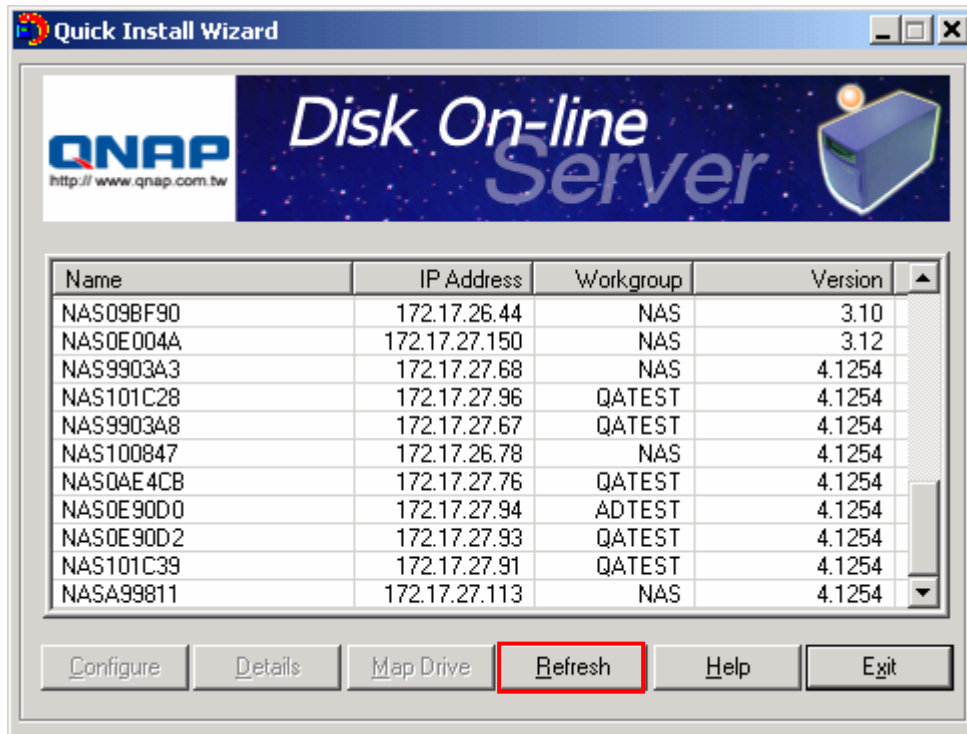 Quick Install Wizard
QNAP
http:// www.qnap.com.tw
Disk On-line
Server
Name IP Address Workgroup Version
NAS09BF90 172.17.26.44 NAS 3.10
NAS0E004A 172.17.27.150 NAS 3.12
NAS9903A3 172.17.27.68 NAS 4.1254
NAS101C28 172.17.27.96 QATEST 4.1254
NAS9903A8 172.17.27.67 QATEST 4.1254
NAS100847 172.17.26.78 NAS 4.1254
NAS0AE4CB 172.17.27.76 QATEST 4.1254
NAS0E90D0 172.17.27.94 ADTEST 4.1254
NAS0E90D2 172.17.27.93 QATEST 4.1254
NAS101C39 172.17.27.91 QATEST 4.1254
NASA99811 172.17.27.113 NAS 4.1254
Configure Details Map Drive Refresh Help Exit